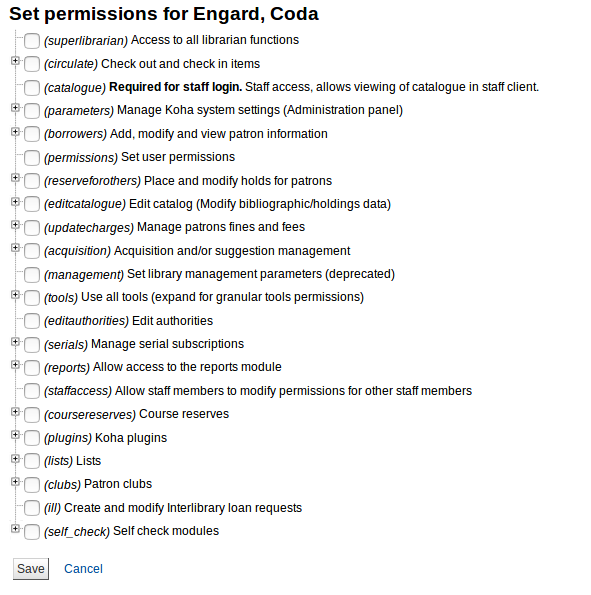 Set permissions for Engard, Coda
(superlibrarian) Access to all librarian functions
(circulate) Check out and check in items
(catalogue) Required for staff login. Staff access, allows viewing of catalogue in staff client.
(parameters) Manage Koha system settings (Administration panel)
(borrowers) Add, modify and view patron information
(permissions) Set user permissions
(reserveforothers) Place and modify holds for patrons
(editcatalogue) Edit catalog (Modify bibliographic/holdings data)
(updatecharges) Manage patrons fines and fees
(acquisition) Acquisition and/or suggestion management
(management) Set library management parameters (deprecated)
(tools) Use all tools (expand for granular tools permissions)
(editauthorities) Edit authorities
(serials) Manage serial subscriptions
(reports) Allow access to the reports module
(staffaccess) Allow staff members to modify permissions for other staff members
(coursereserves) Course reserves
(plugins) Koha plugins
(lists) Lists
(clubs) Patron clubs
(ill) Create and modify Interlibrary loan requests
(self_check) Self check modules
Save Cancel